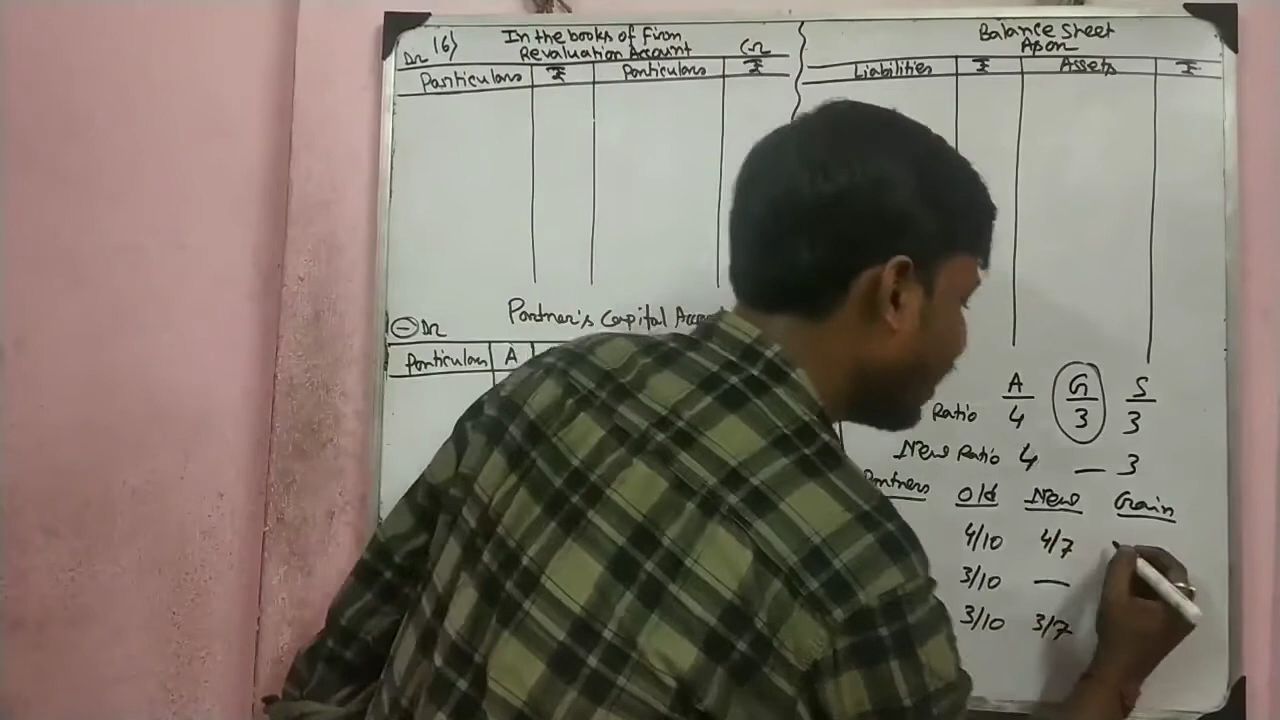 16) In the books of Firm
Revaluation Account
Dr Cr
Particulars ₹ Particulars ₹
Balance Sheet
As on
Liabilities ₹ Assets ₹
Dr Partner's Capital
Particulars A
A G S
Ratio 4 3 3
New Ratio 4 — 3
Partners Old New Gain
4/10 4/7
3/10 —
3/10 3/7